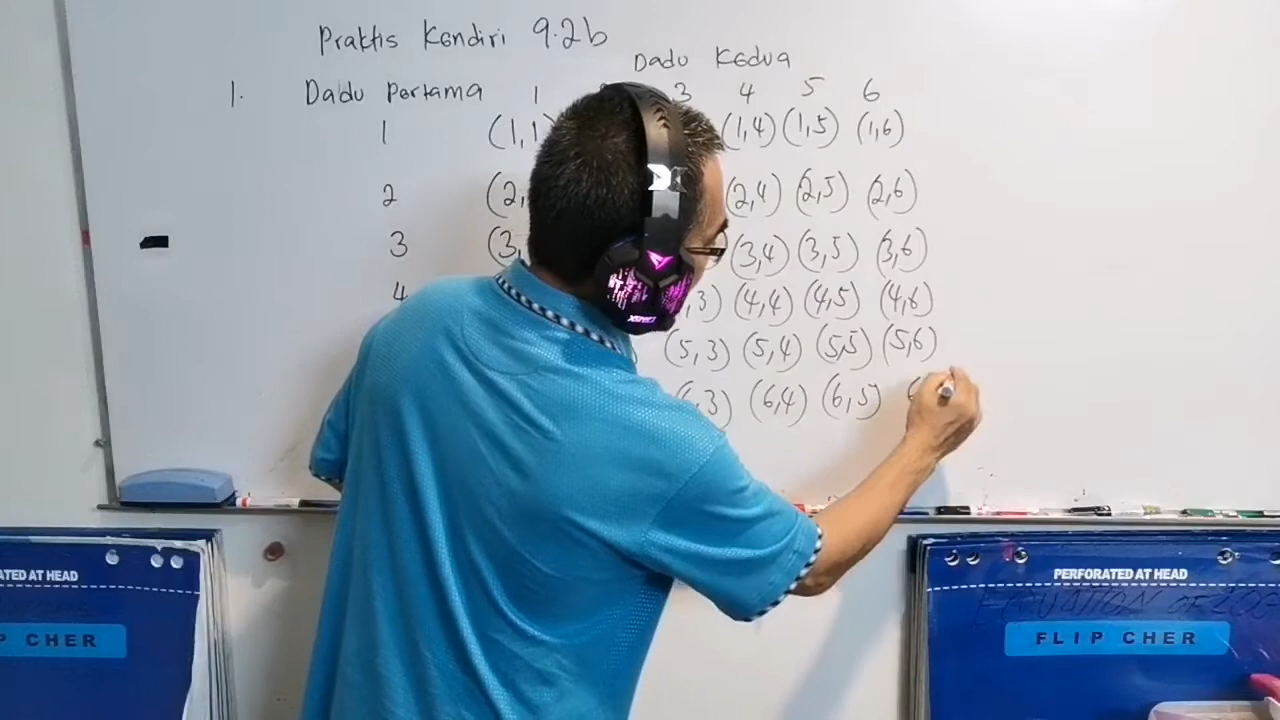 Praktis Kendiri 9.2b
Dadu Kedua
1. Dadu Pertama 1 3 4 5 6
1 (1,1 (1,4) (1,5) (1,6)
2 (2, (2,4) (2,5) (2,6)
3 (3, (3,4) (3,5) (3,6)
4 ,3) (4,4) (4,5) (4,6)
(5,3) (5,4) (5,5) (5,6)
,3) (6,4) (6,5)
ATED AT HEAD
P CHER
PERFORATED AT HEAD
FLIP CHER